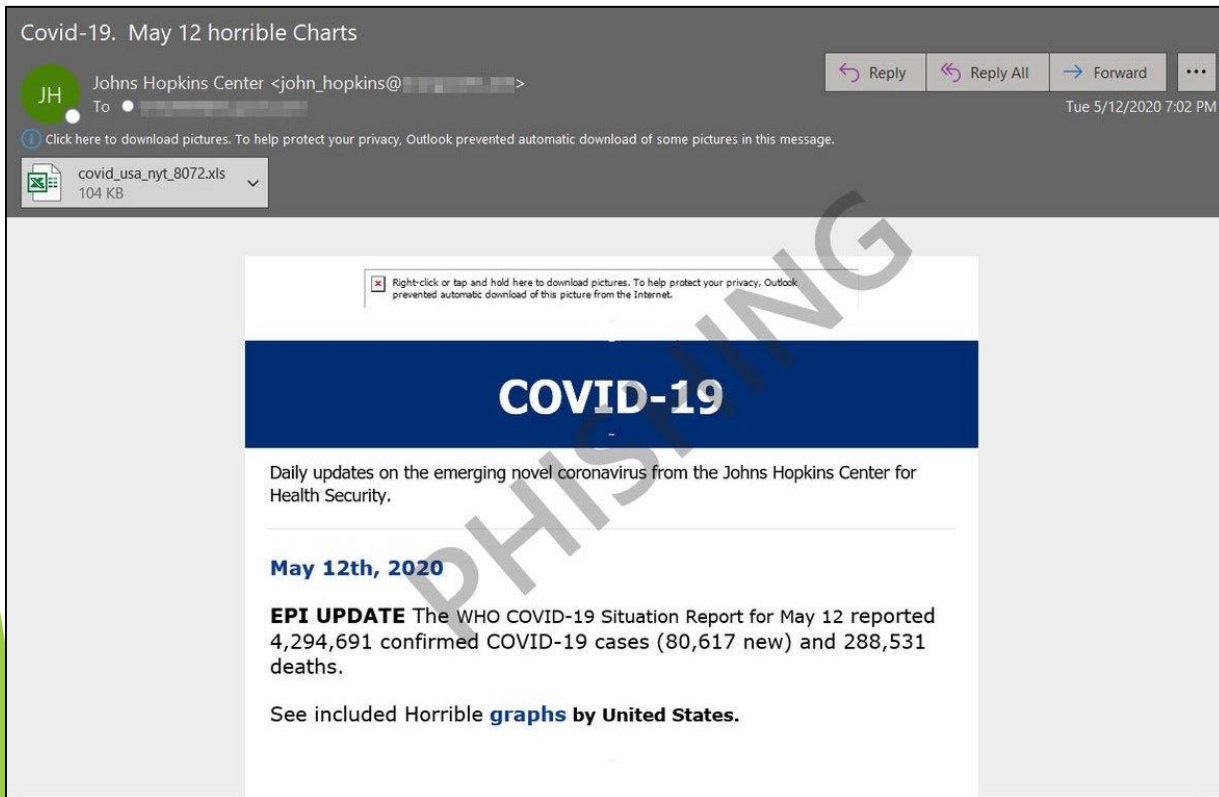 Covid-19.  May 12 horrible Charts
JH
Johns Hopkins Center <john_hopkins@ >
To
Reply
Reply All
Forward
...
Tue 5/12/2020 7:02 PM
Click here to download pictures. To help protect your privacy, Outlook prevented automatic download of some pictures in this message.
covid_usa_nyt_8072.xls
104 KB
Right-click or tap and hold here to download pictures. To help protect your privacy, Outlook
prevented automatic download of this picture from the Internet.
COVID-19
Daily updates on the emerging novel coronavirus from the Johns Hopkins Center for
Health Security.
May 12th, 2020
EPI UPDATE The WHO COVID-19 Situation Report for May 12 reported
4,294,691 confirmed COVID-19 cases (80,617 new) and 288,531
deaths.
See included Horrible graphs by United States.
PHISHING